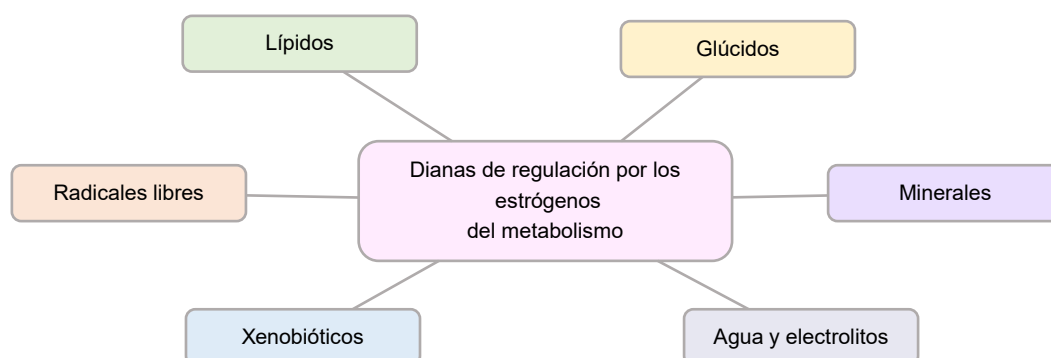 Lípidos
Glúcidos
Dianas de regulación por los
estrógenos
del metabolismo
Radicales libres
Minerales
Xenobióticos
Agua y electrolitos